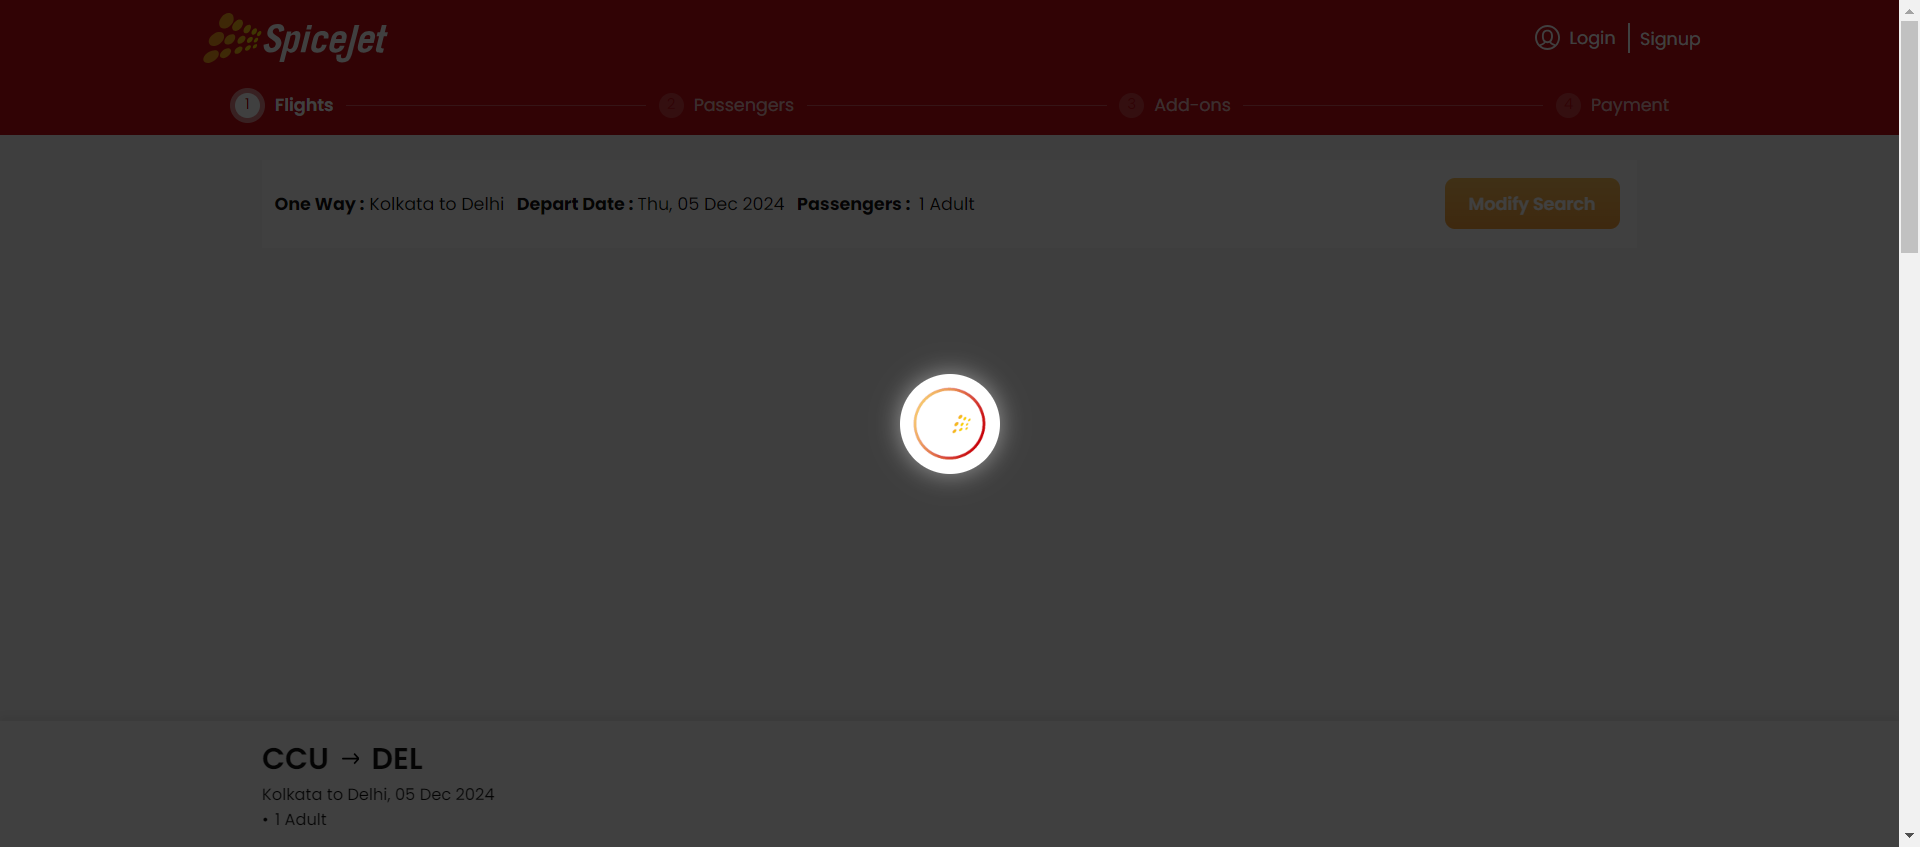 SpiceJet
Login
Signup
1 Flights
2 Passengers
3 Add-ons
4 Payment
One Way : Kolkata to Delhi Depart Date : Thu, 05 Dec 2024 Passengers : 1 Adult
Modify Search
CCU → DEL
Kolkata to Delhi, 05 Dec 2024
• 1 Adult